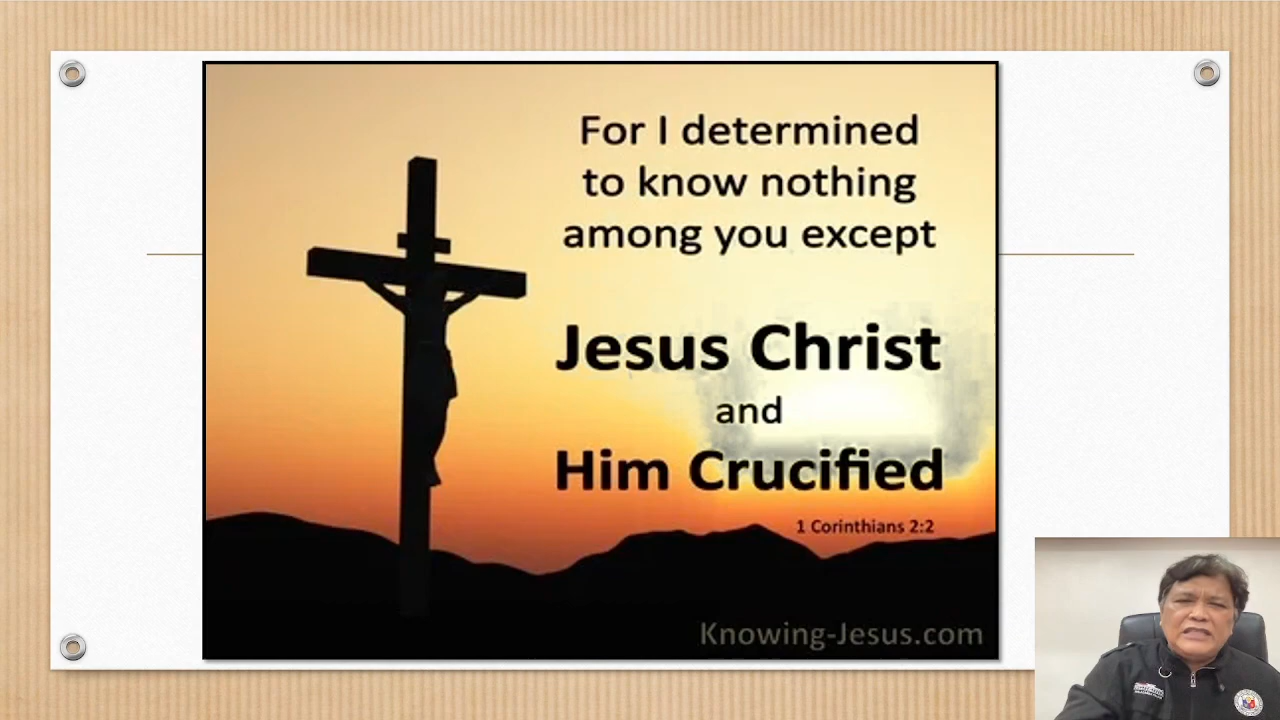 For I determined
to know nothing
among you except
Jesus Christ
and
Him Crucified
1 Corinthians 2:2
Knowing-Jesus.com